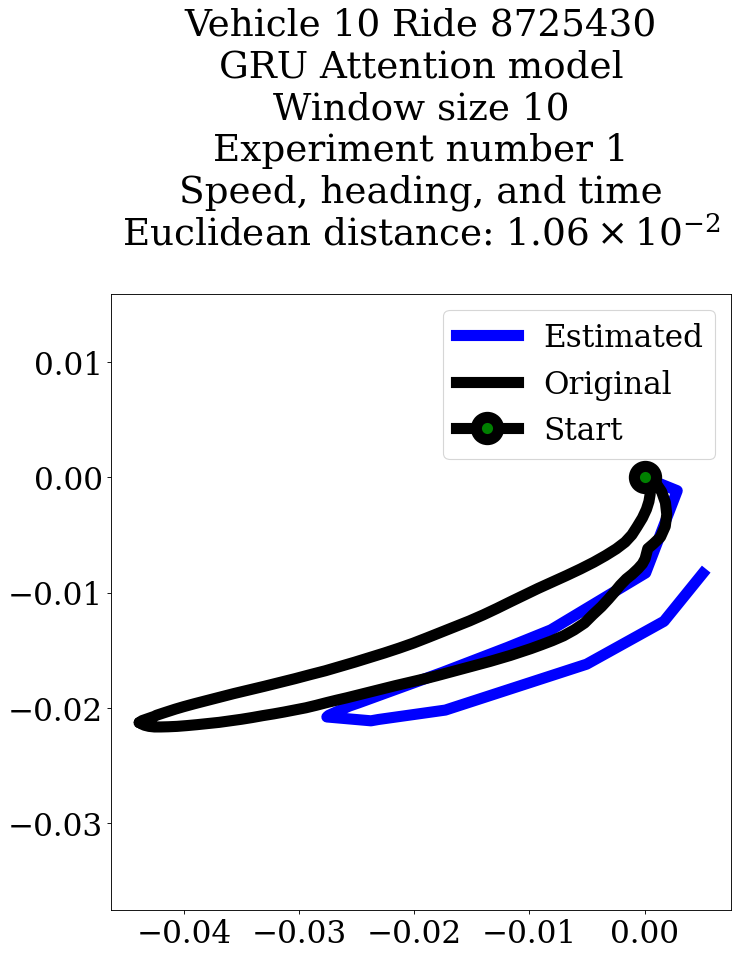 Vehicle 10 Ride 8725430
GRU Attention model
Window size 10
Experiment number 1
Speed, heading, and time
Euclidean distance: 1.06 × 10⁻²
Estimated
Original
Start
0.01
0.00
−0.01
−0.02
−0.03
−0.04 −0.03 −0.02 −0.01 0.00